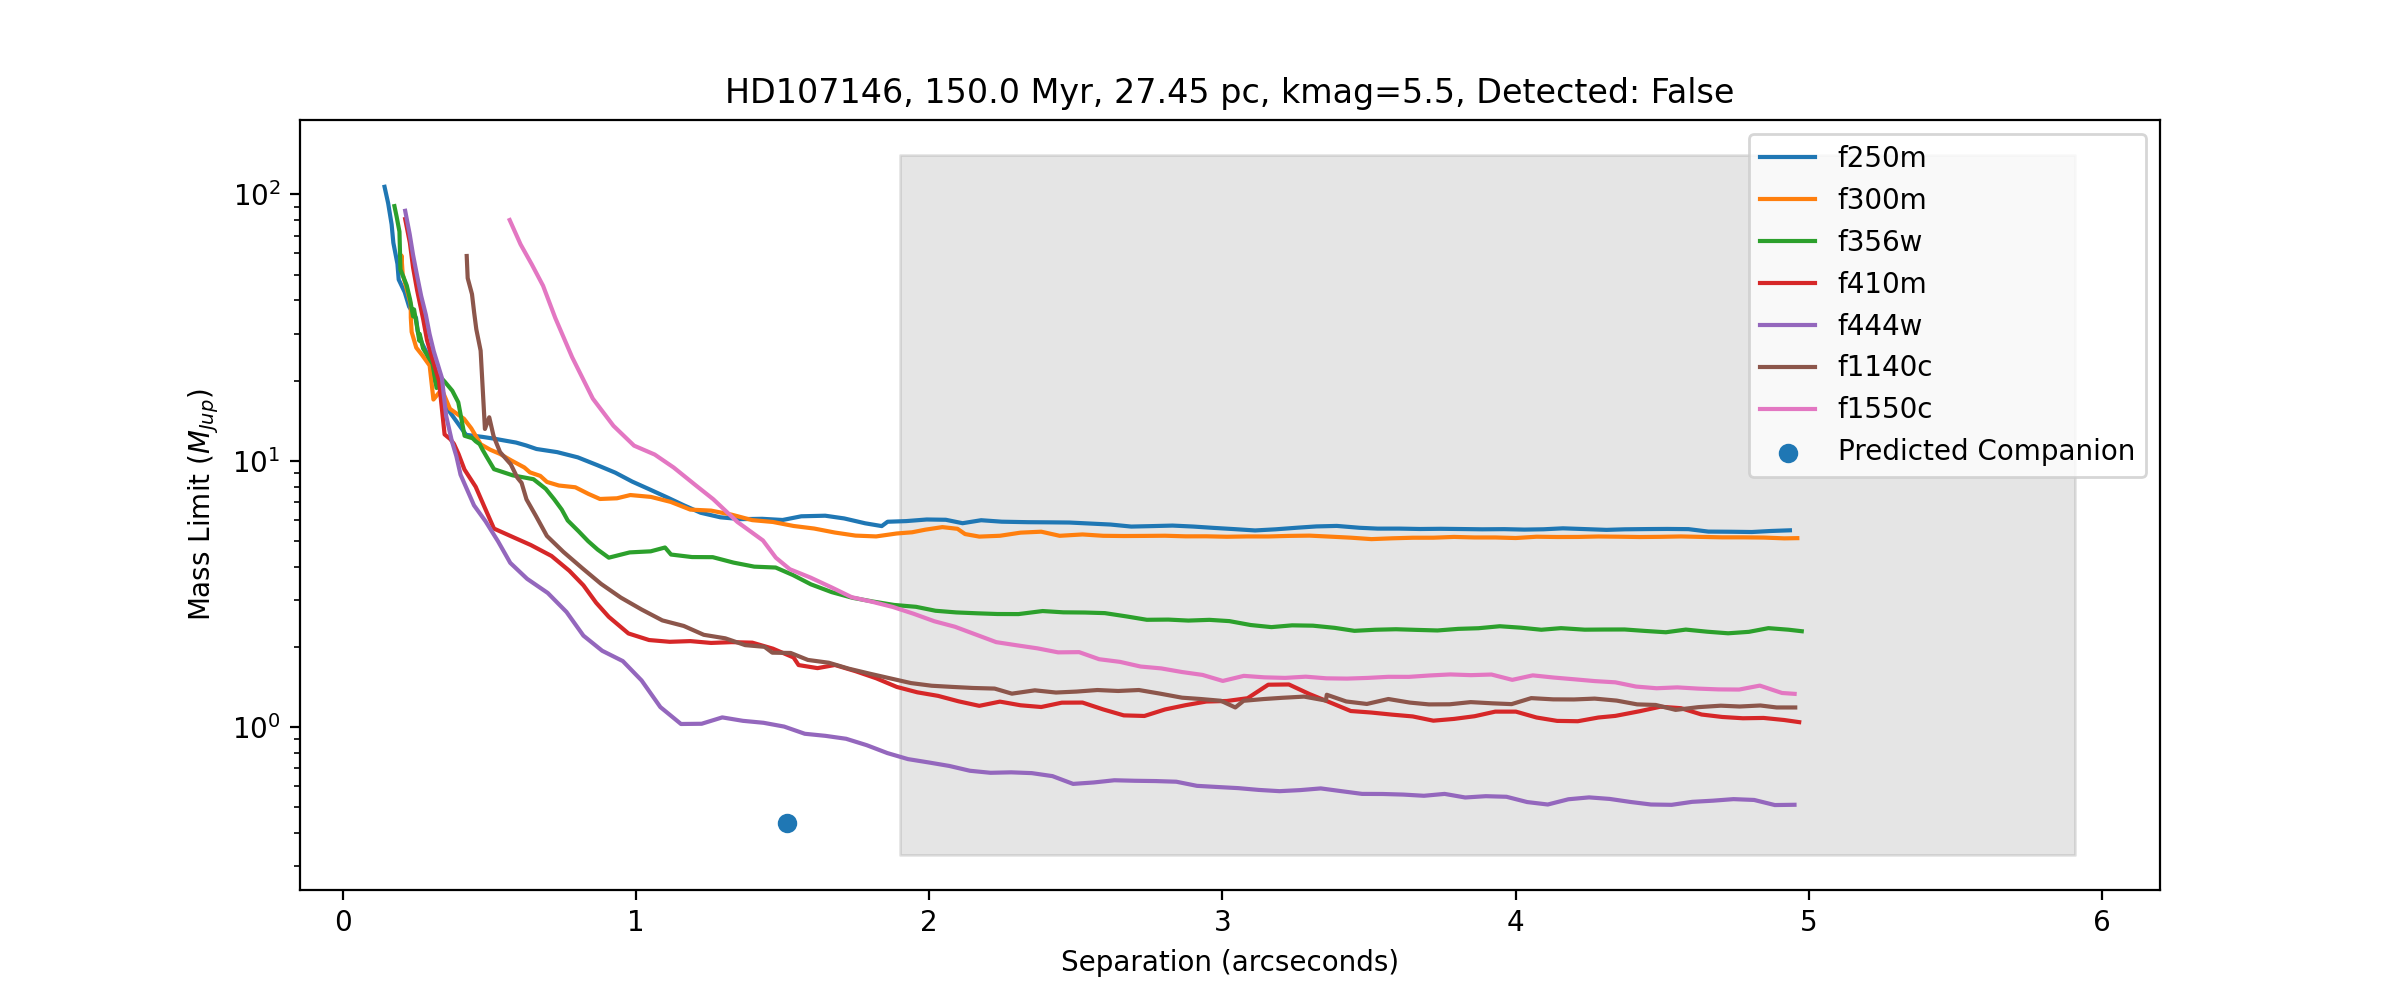 HD107146, 150.0 Myr, 27.45 pc, kmag=5.5, Detected: False
f250m
f300m
f356w
f410m
f444w
f1140c
f1550c
Predicted Companion
10²
10¹
10⁰
Mass Limit (M_Jup)
0 1 2 3 4 5 6
Separation (arcseconds)